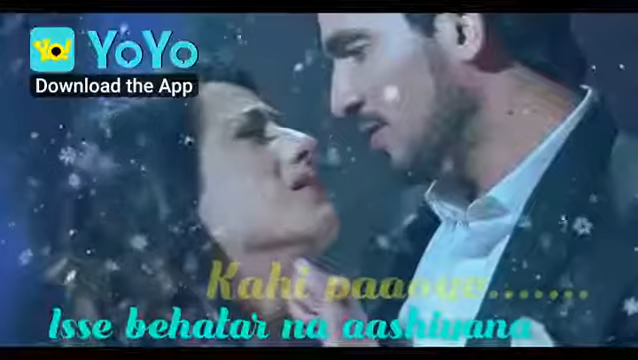 YoYo
Download the App
Kahi paaoge.......
Isse behatar na aashiyana